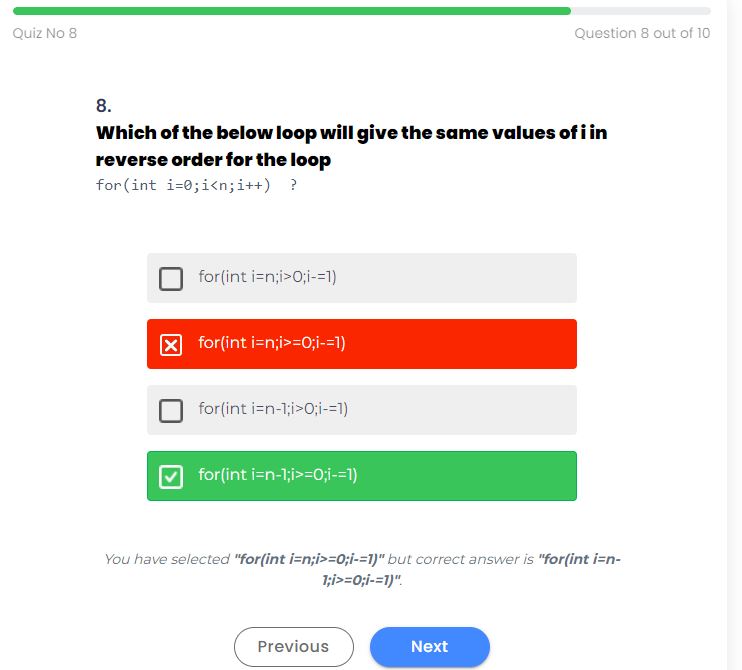 Quiz No 8
Question 8 out of 10
8.
Which of the below loop will give the same values of i in
reverse order for the loop
for(int i=0;i<n;i++)  ?
for(int i=n;i>0;i-=1)
for(int i=n;i>=0;i-=1)
for(int i=n-1;i>0;i-=1)
for(int i=n-1;i>=0;i-=1)
You have selected "for(int i=n;i>=0;i-=1)" but correct answer is "for(int i=n-
1;i>=0;i-=1)".
Previous
Next